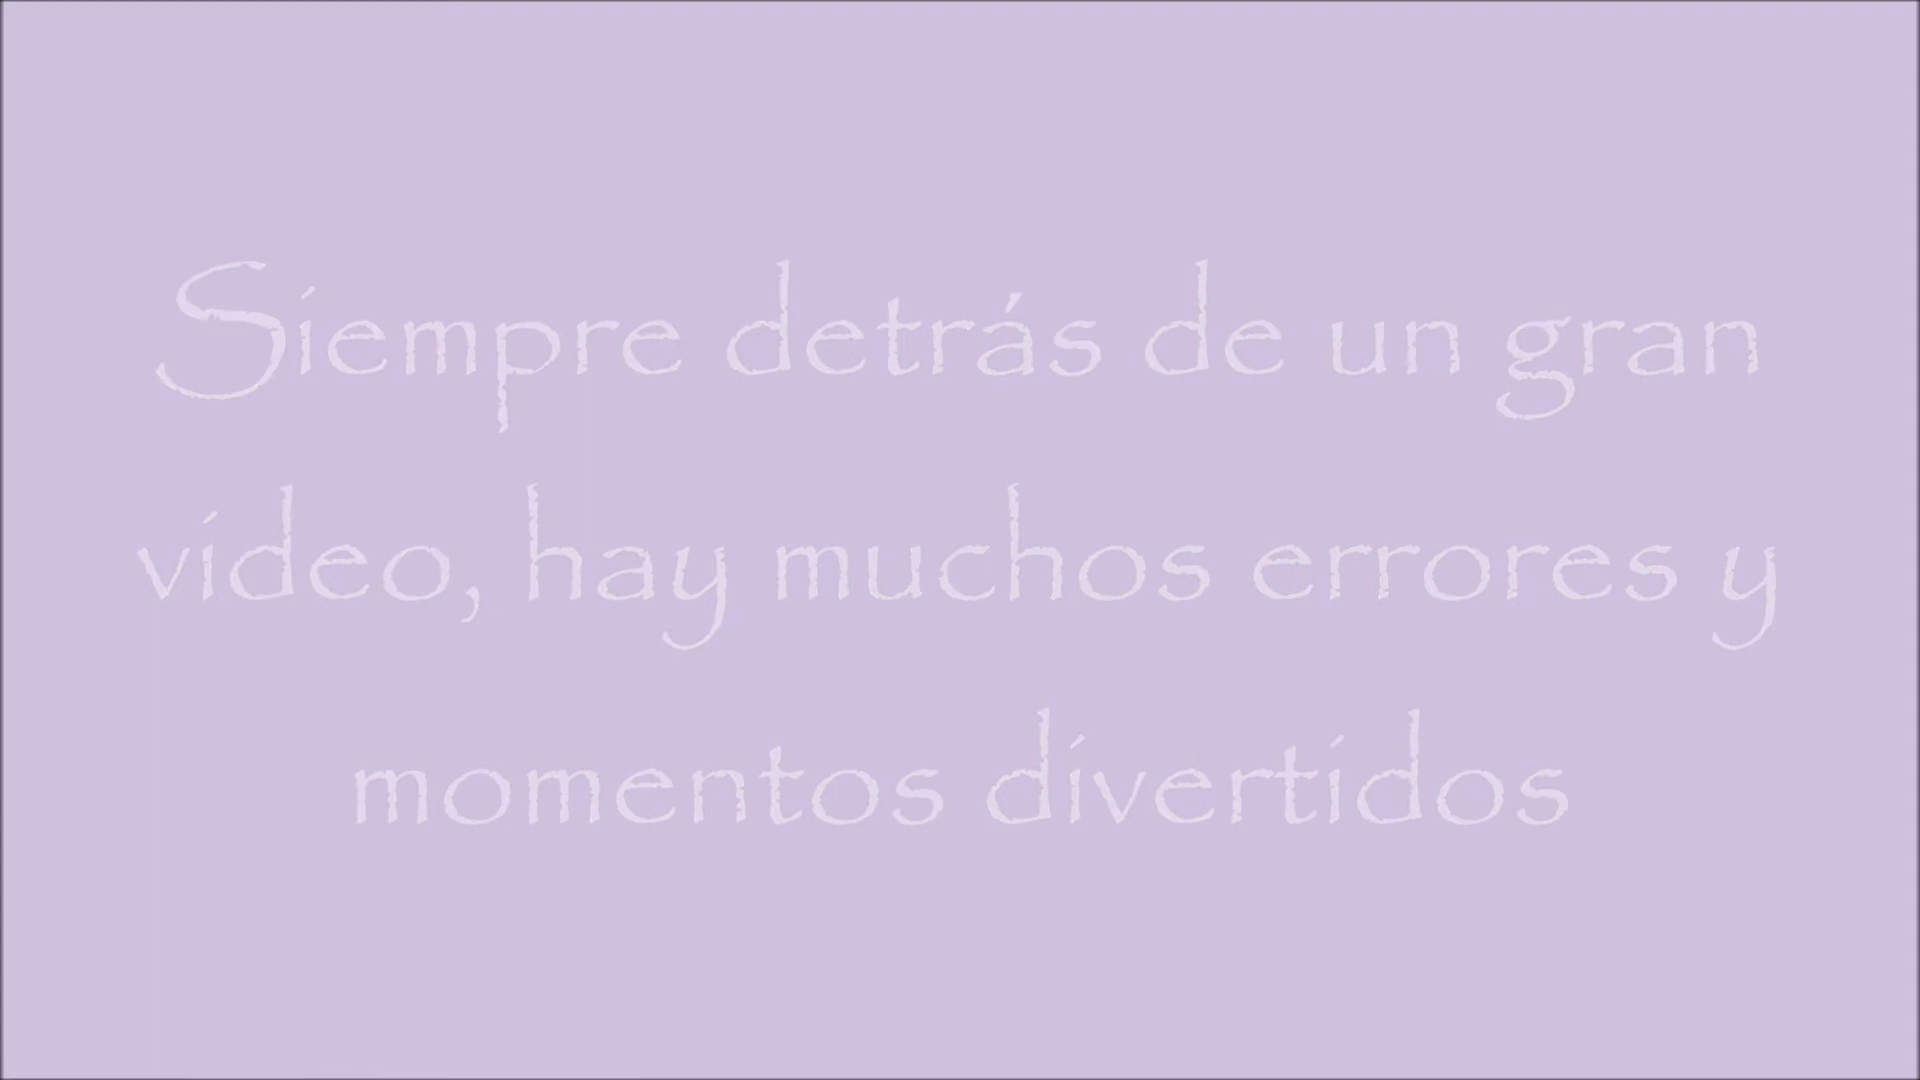 Siempre detrás de un gran
video, hay muchos errores y
momentos divertidos